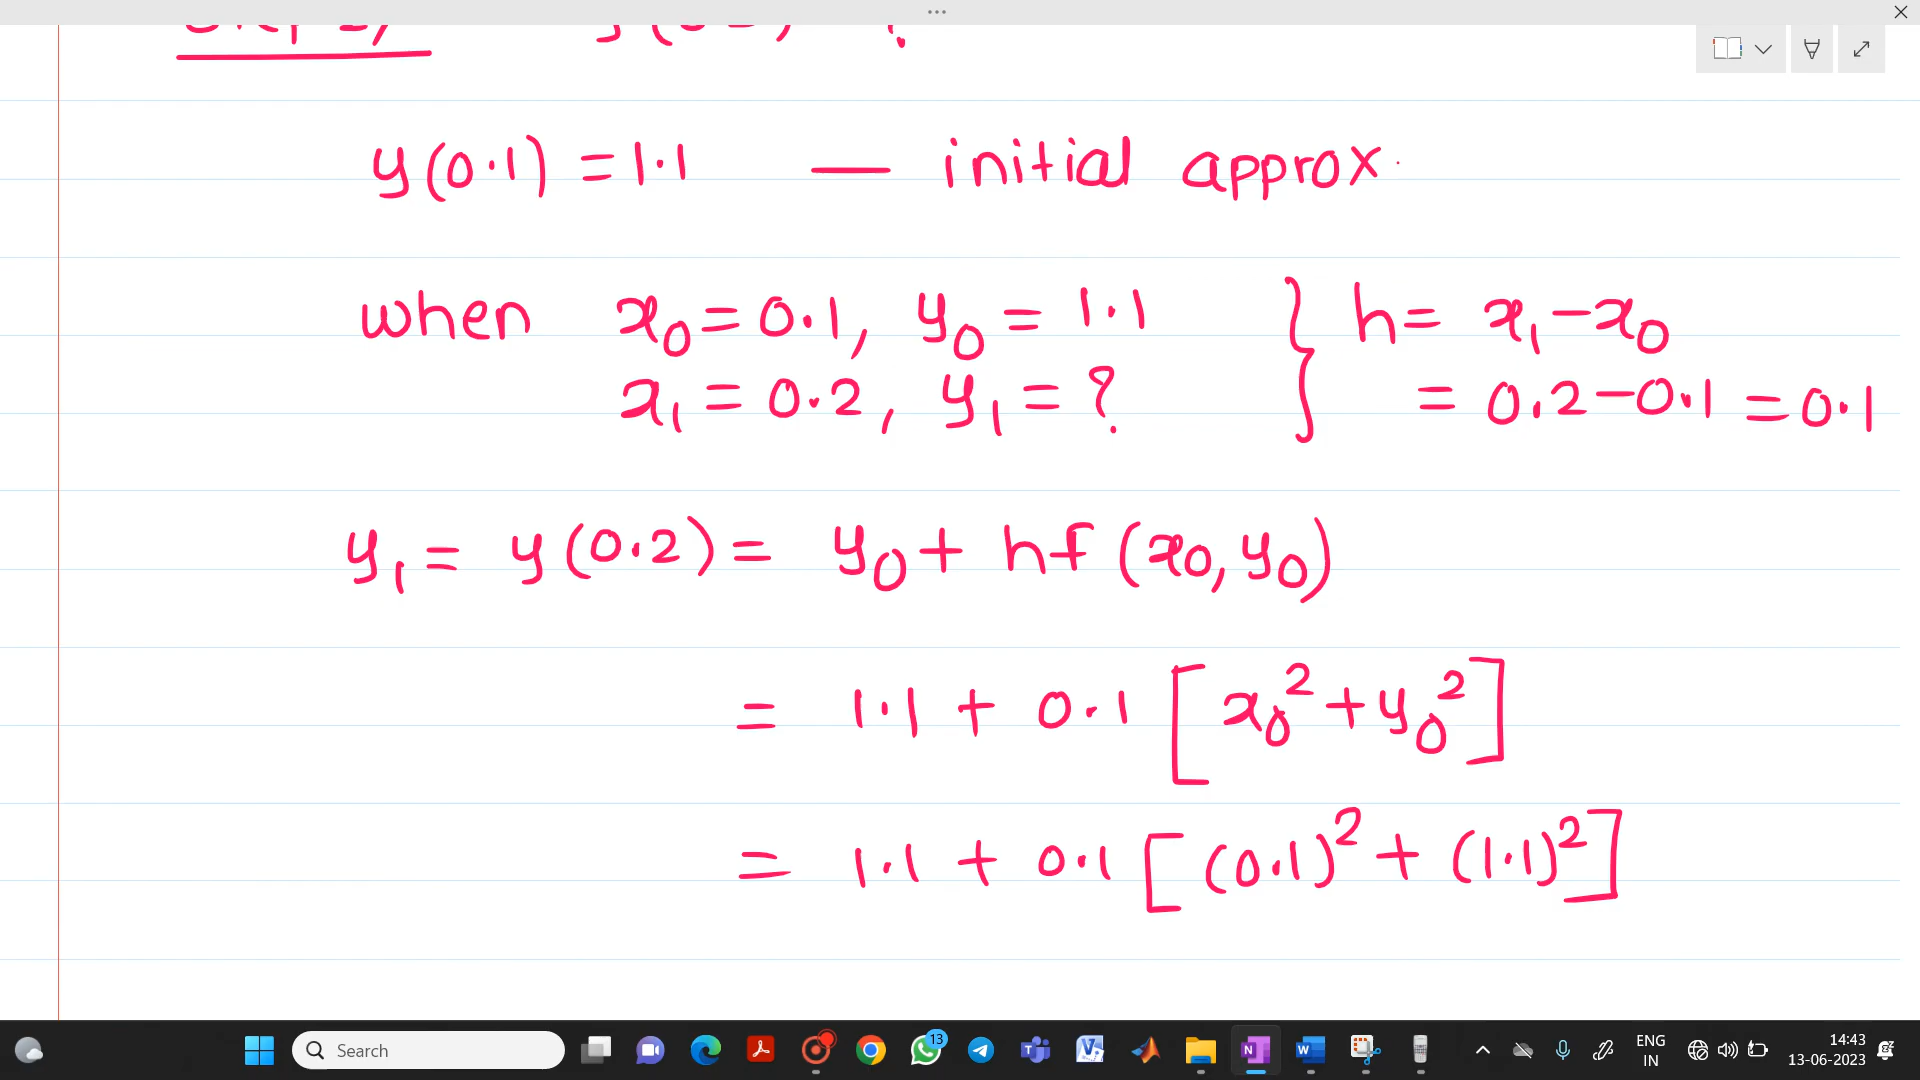 y(0.1) = 1.1 — initial approx.
when x₀ = 0.1, y₀ = 1.1 } h = x₁ − x₀
x₁ = 0.2, y₁ = ? = 0.2 − 0.1 = 0.1
y₁ = y(0.2) = y₀ + hf(x₀, y₀)
= 1.1 + 0.1 [x₀² + y₀²]
= 1.1 + 0.1 [(0.1)² + (1.1)²]
Search
13
ENG
IN
14:43
13-06-2023